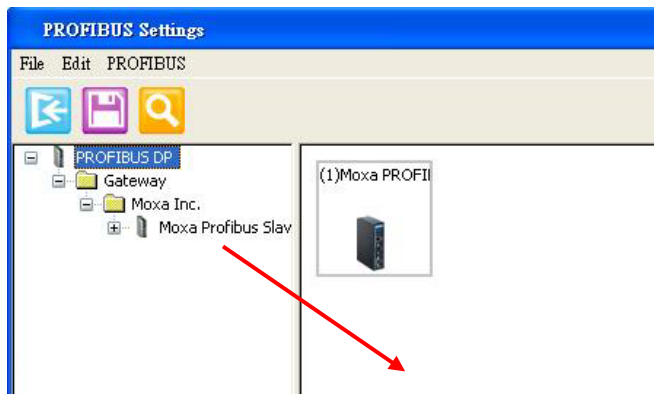 PROFIBUS Settings
File Edit PROFIBUS
PROFIBUS DP
Gateway
Moxa Inc.
Moxa Profibus Slav
(1)Moxa PROFI